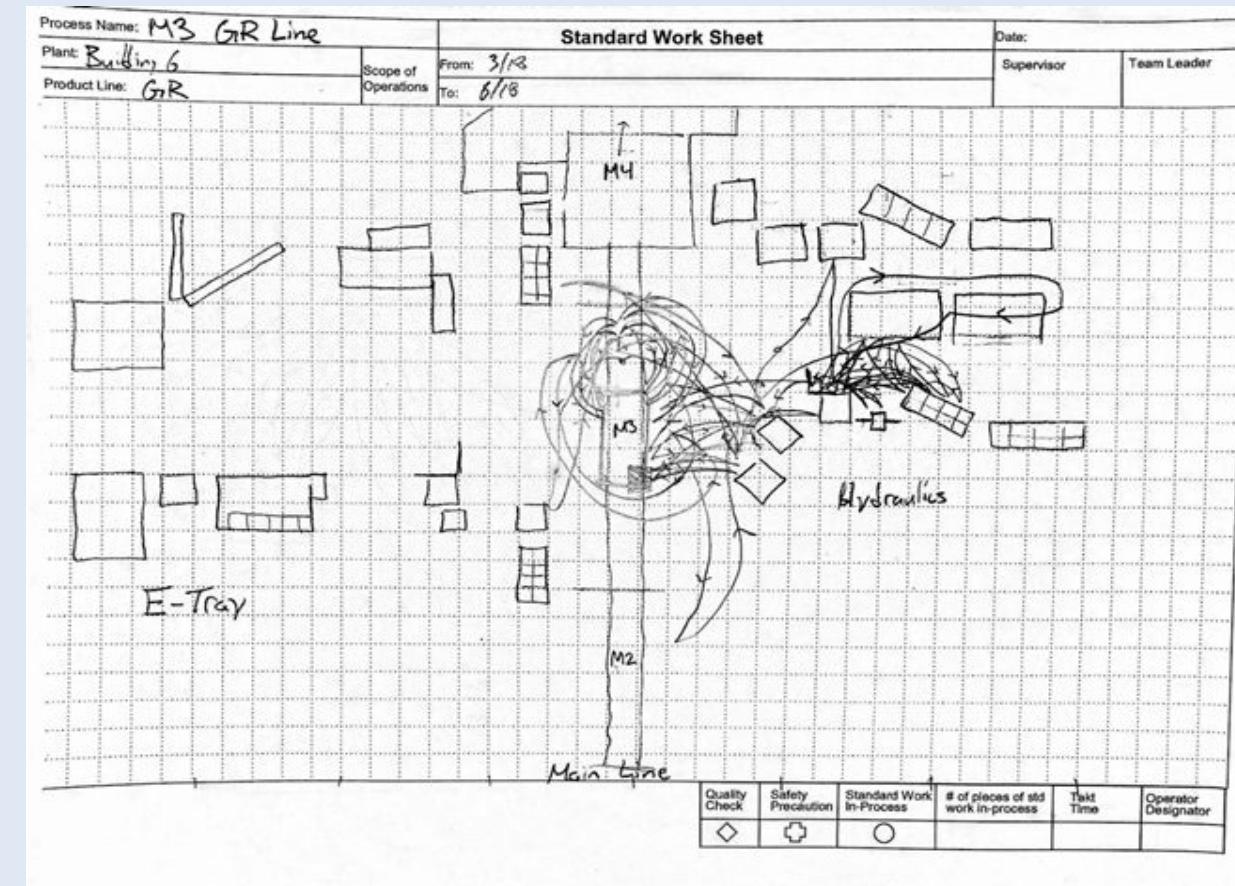 Process Name: M3 GR Line
Standard Work Sheet
Date:
Plant: Building 6
Scope of Operations
From: 3/18
Supervisor
Team Leader
Product Line: GR
To: 6/18
M4
M3
Hydraulics
E-Tray
M2
Main Line
Quality Check
Safety Precaution
Standard Work In-Process
# of pieces of std work in-process
Takt Time
Operator Designator